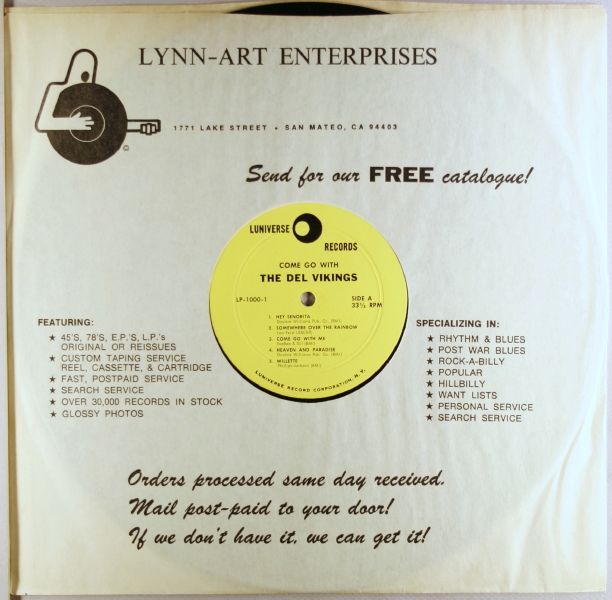 LYNN-ART ENTERPRISES
1771 LAKE STREET • SAN MATEO, CA 94403
©
Send for our FREE catalogue!
LUNIVERSE
RECORDS
COME GO WITH
THE DEL VIKINGS
LP-1000-1
SIDE A
33⅓ RPM
1. HEY SENORITA
2. SOMEWHERE OVER THE RAINBOW
3. COME GO WITH ME
4. HEAVEN AND PARADISE
5. WILLETTE
LUNIVERSE RECORD CORPORATION, N.Y.
FEATURING:
★ 45'S, 78'S, E.P.'S, L.P.'s
ORIGINAL OR REISSUES
★ CUSTOM TAPING SERVICE
REEL, CASSETTE, & CARTRIDGE
★ FAST, POSTPAID SERVICE
★ SEARCH SERVICE
★ OVER 30,000 RECORDS IN STOCK
★ GLOSSY PHOTOS
SPECIALIZING IN:
★ RHYTHM & BLUES
★ POST WAR BLUES
★ ROCK-A-BILLY
★ POPULAR
★ HILLBILLY
★ WANT LISTS
★ PERSONAL SERVICE
★ SEARCH SERVICE
Orders processed same day received.
Mail post-paid to your door!
If we don't have it, we can get it!